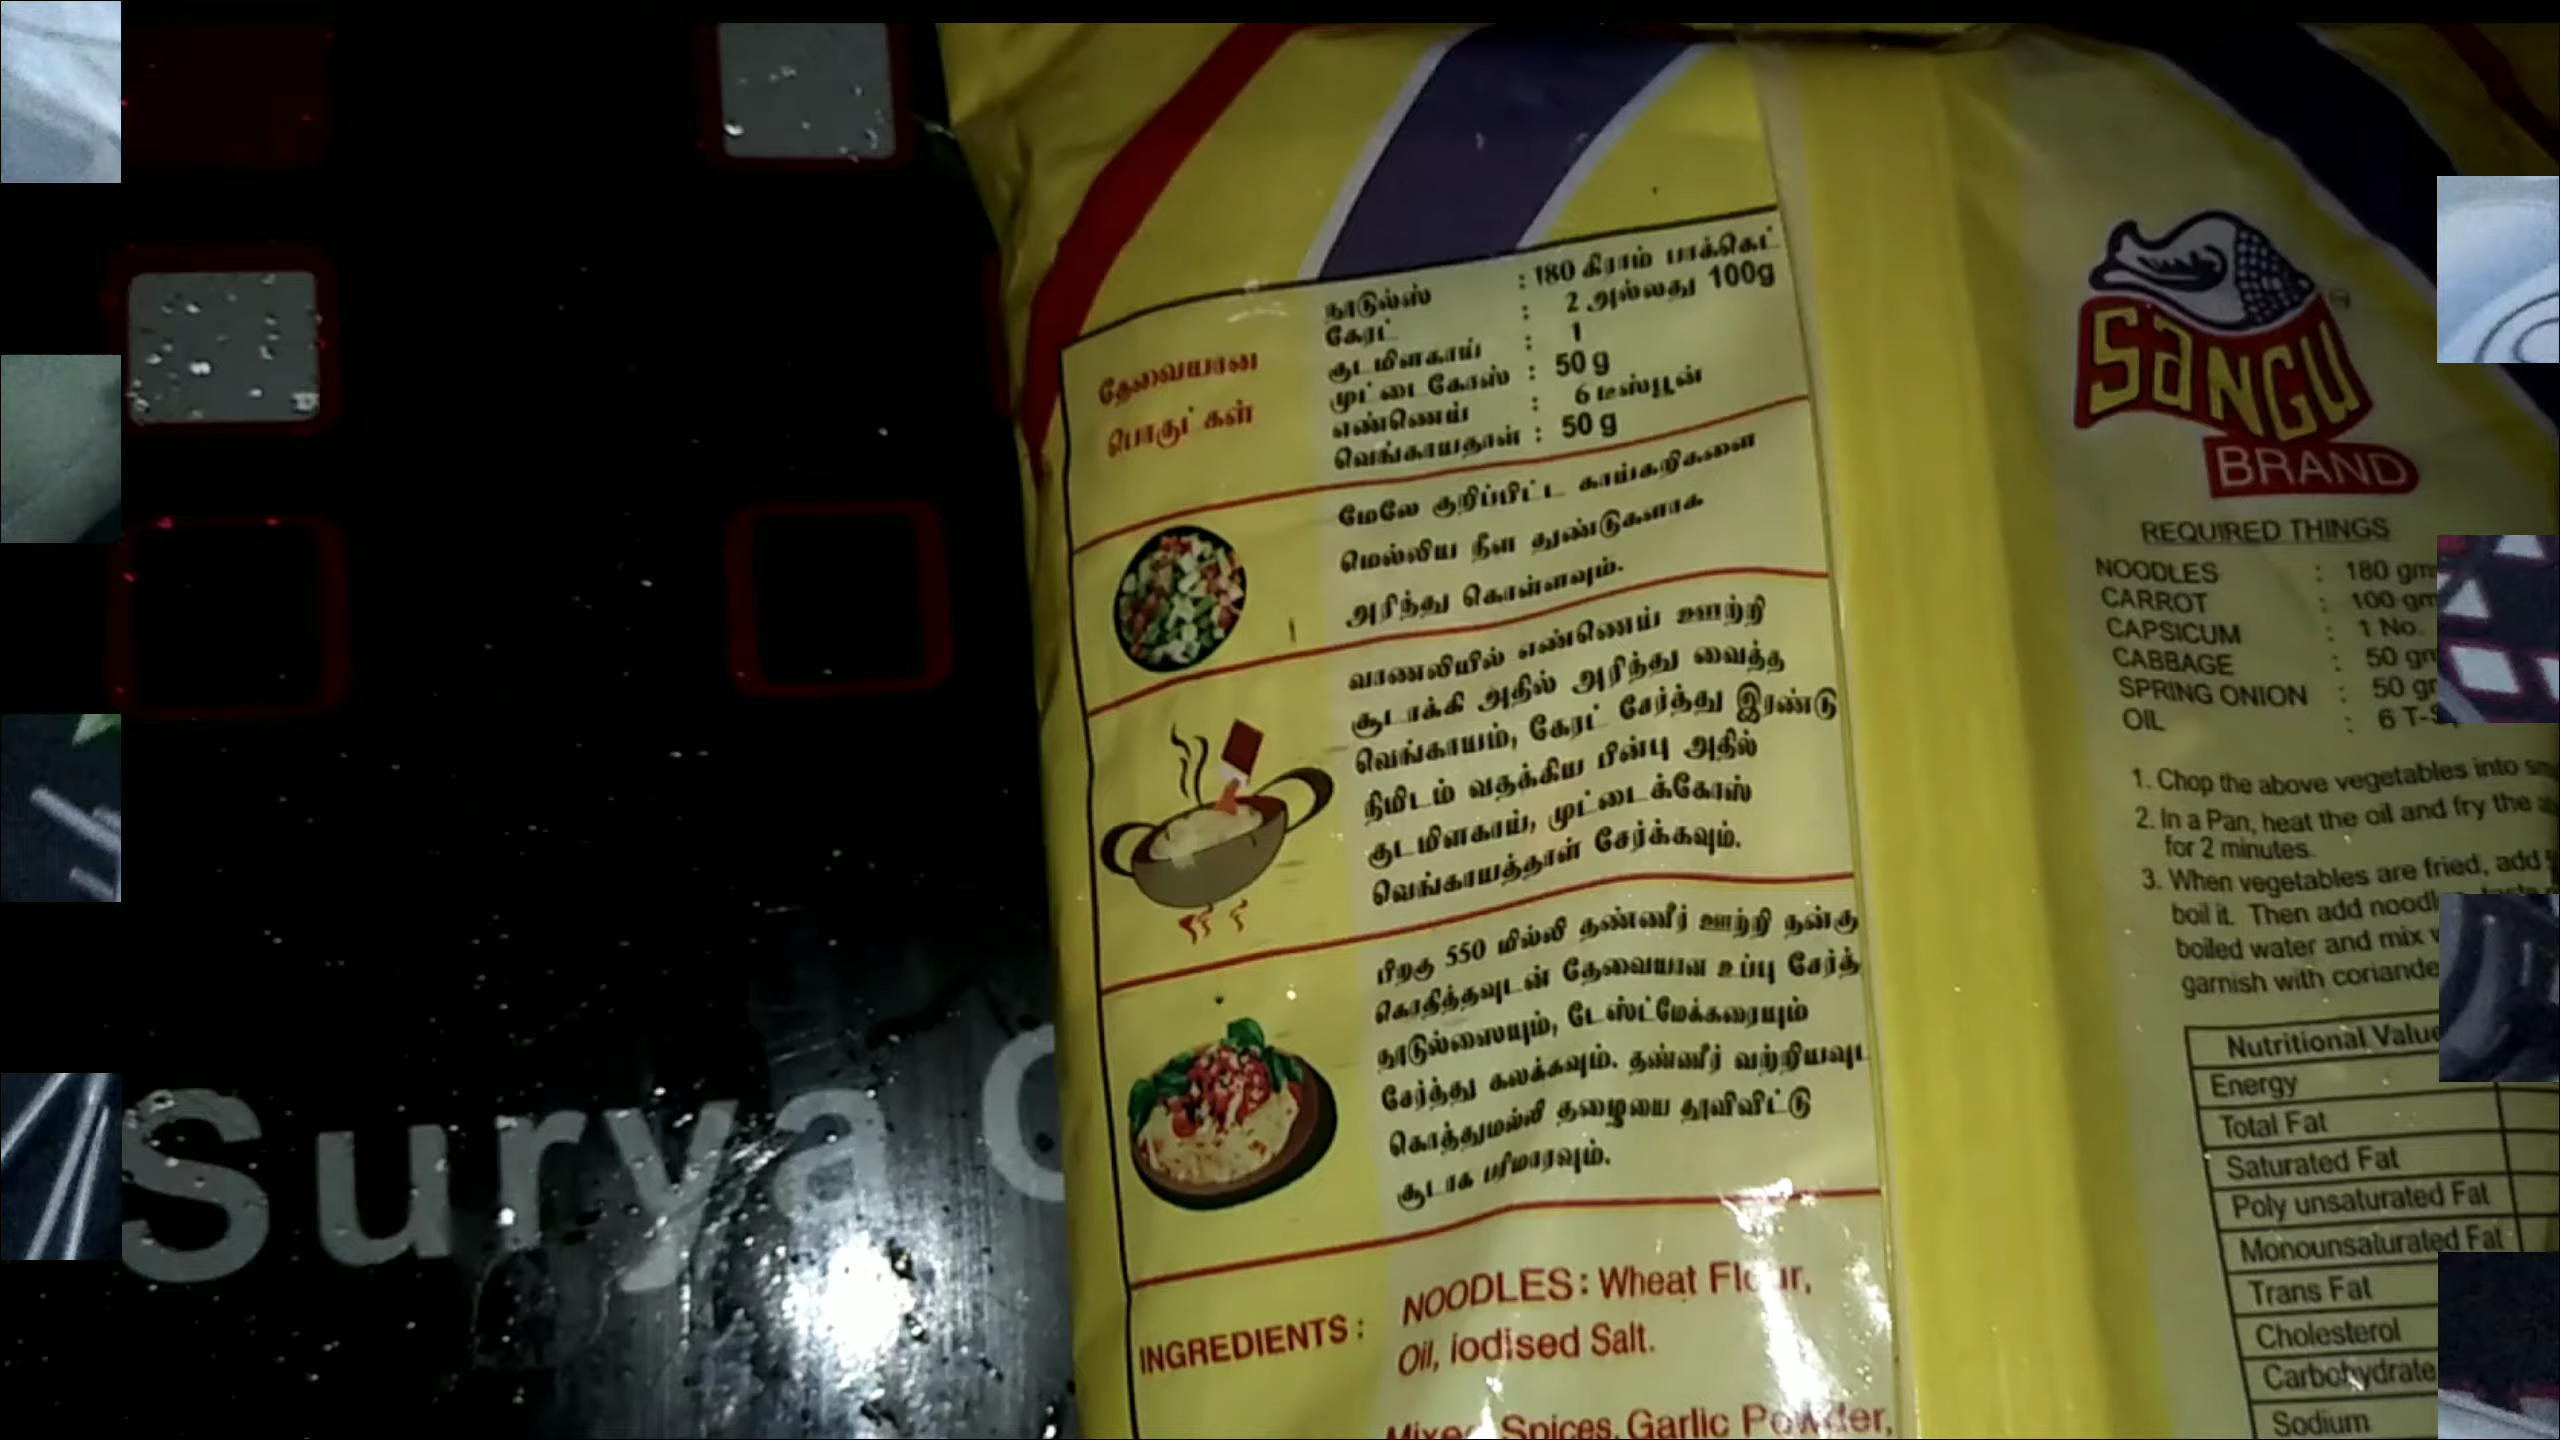 தேவையான
பொருட்கள்
நூடுல்ஸ் : 180 கிராம் பாக்கெட்
கேரட் : 2 அல்லது 100g
குடமிளகாய் : 1
முட்டைகோஸ் : 50 g
எண்ணெய் : 6 டீஸ்பூன்
வெங்காயதாள் : 50 g
மேலே குறிப்பிட்ட காய்கறிகளை
மெல்லிய நீள துண்டுகளாக
அரிந்து கொள்ளவும்.
வாணலியில் எண்ணெய் ஊற்றி
சூடாக்கி அதில் அரிந்து வைத்த
வெங்காயம், கேரட் சேர்த்து இரண்டு
நிமிடம் வதக்கிய பின்பு அதில்
குடமிளகாய், முட்டைக்கோஸ்
வெங்காயத்தாள் சேர்க்கவும்.
பிறகு 550 மில்லி தண்ணீர் ஊற்றி நன்கு
கொதித்தவுடன் தேவையான உப்பு சேர்த்
நூடுல்ஸையும், டேஸ்ட்மேக்கரையும்
சேர்த்து கலக்கவும். தண்ணீர் வற்றியவுட
கொத்துமல்லி தழையை தூவிவிட்டு
சூடாக பரிமாறவும்.
INGREDIENTS : NOODLES : Wheat Flour,
Oil, Iodised Salt.
Mixed Spices, Garlic Powder,
SANGU
BRAND
REQUIRED THINGS
NOODLES : 180 gm
CARROT : 100 gm
CAPSICUM : 1 No.
CABBAGE : 50 gm
SPRING ONION : 50 gr
OIL : 6 T-S
1. Chop the above vegetables into
2. In a Pan, heat the oil and fry the
for 2 minutes.
3. When vegetables are fried, add
boil it. Then add noodl
boiled water and mix
garnish with coriande
Nutritional Value
Energy
Total Fat
Saturated Fat
Poly unsaturated Fat
Monounsaturated Fat
Trans Fat
Cholesterol
Carbohydrate
Sodium
Surya